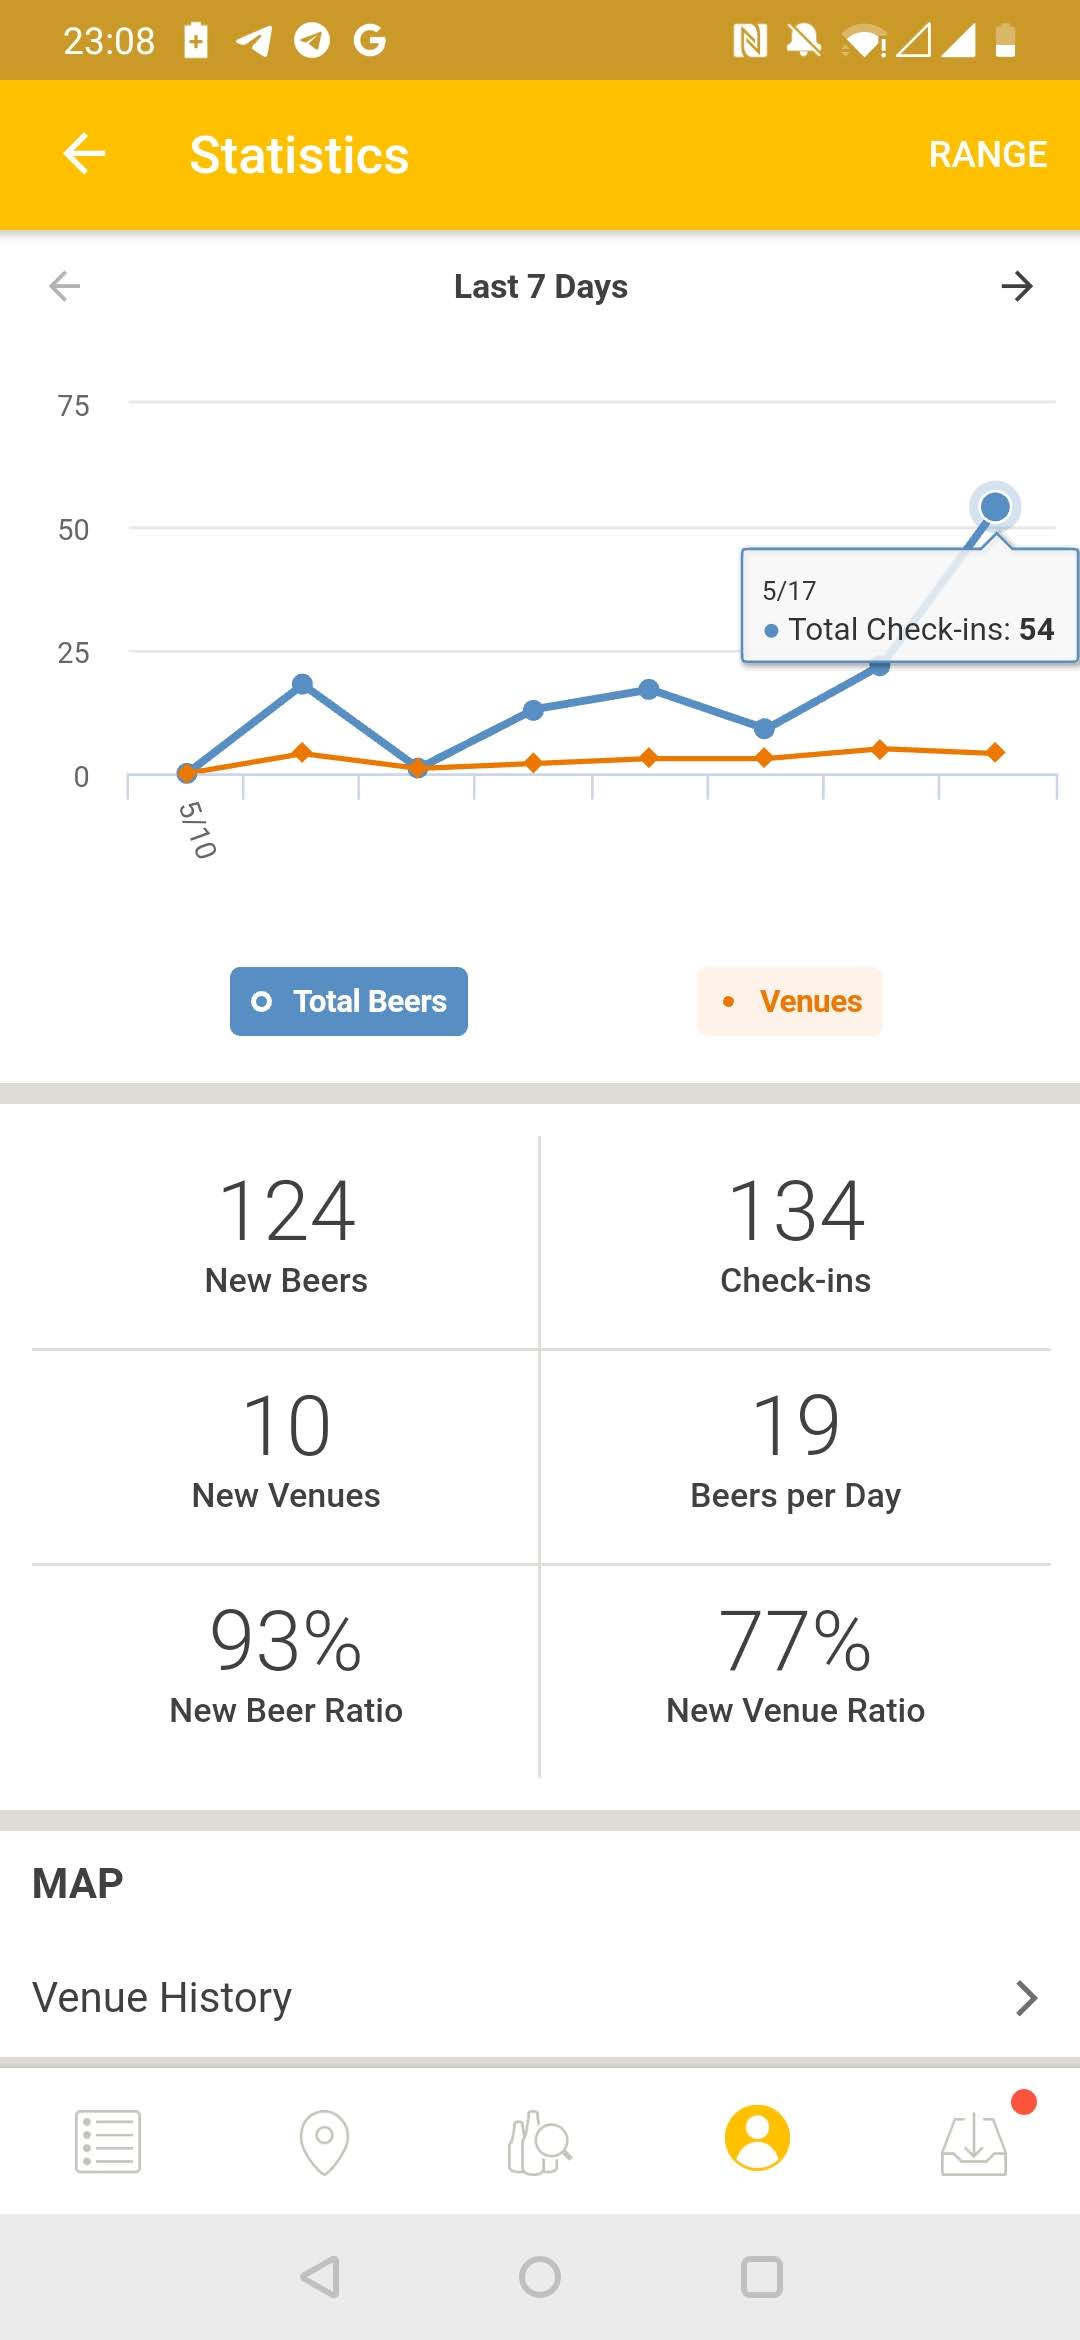 23:08
Statistics
RANGE
Last 7 Days
75
50
25
0
5/17
Total Check-ins: 54
5/10
Total Beers
Venues
124
New Beers
134
Check-ins
10
New Venues
19
Beers per Day
93%
New Beer Ratio
77%
New Venue Ratio
MAP
Venue History